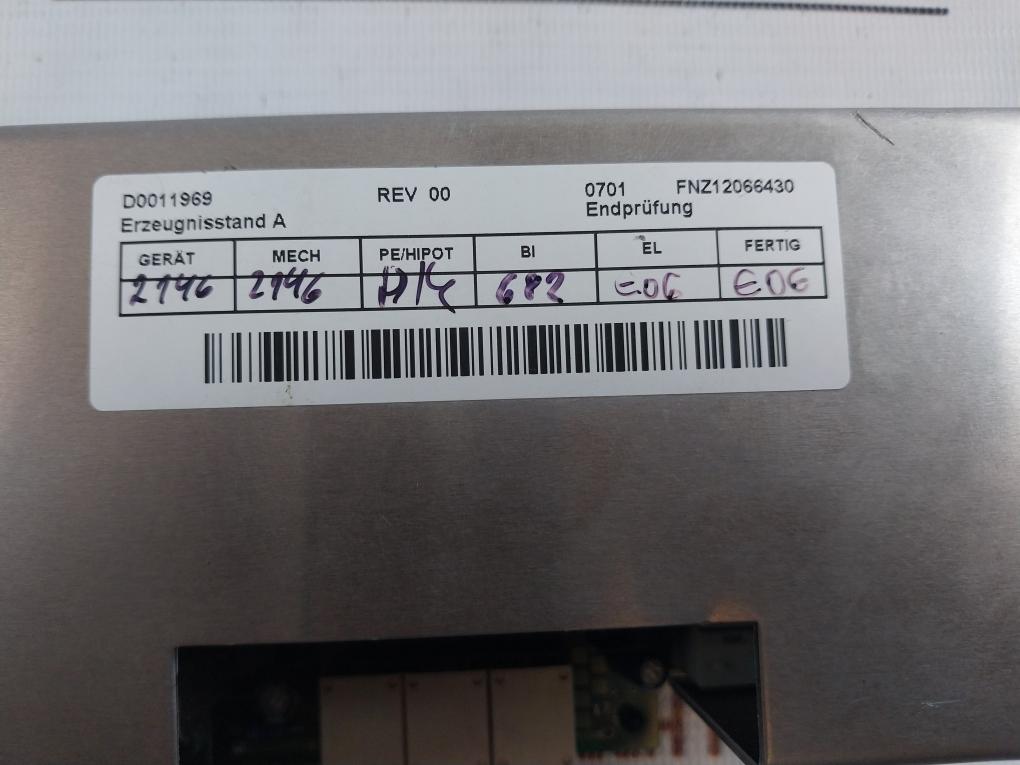 D0011969 REV 00 0701 FNZ12066430
Erzeugnisstand A Endprüfung
GERÄT MECH PE/HIPOT BI EL FERTIG
2146 2146 682 E06 E06